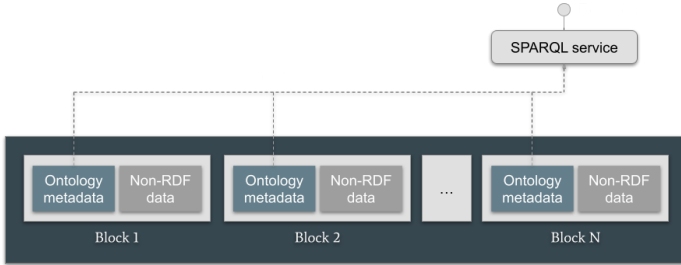 SPARQL service
Ontology metadata
Non-RDF data
Ontology metadata
Non-RDF data
...
Ontology metadata
Non-RDF data
Block 1
Block 2
Block N